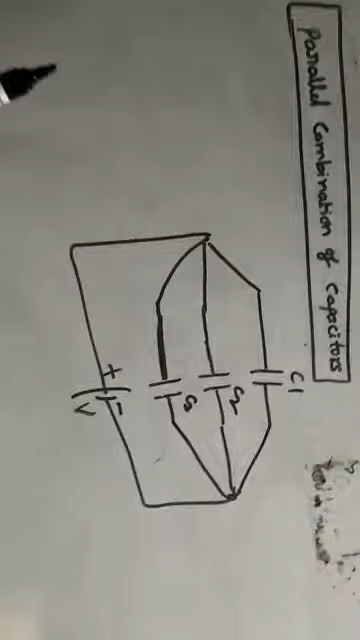 Parallel Combination of Capacitors
C1
C2
C3
+ -
V